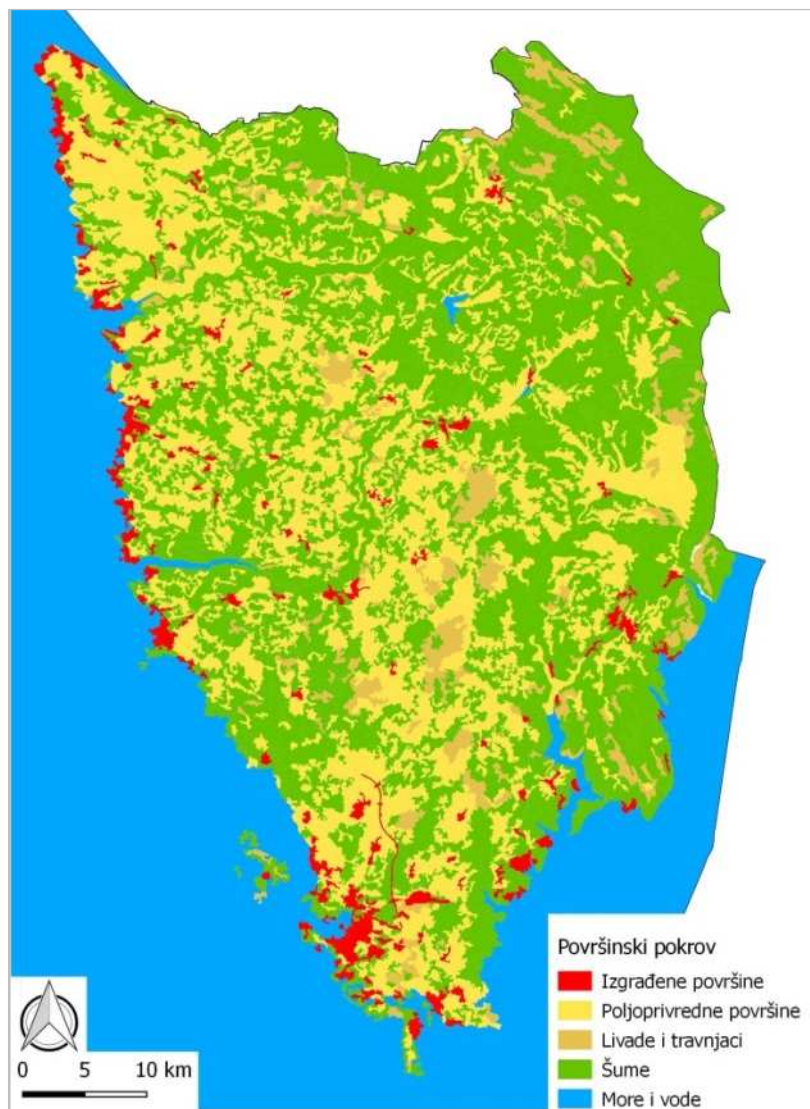 Površinski pokrov
Izgrađene površine
Poljoprivredne površine
Livade i travnjaci
Šume
More i vode
0 5 10 km